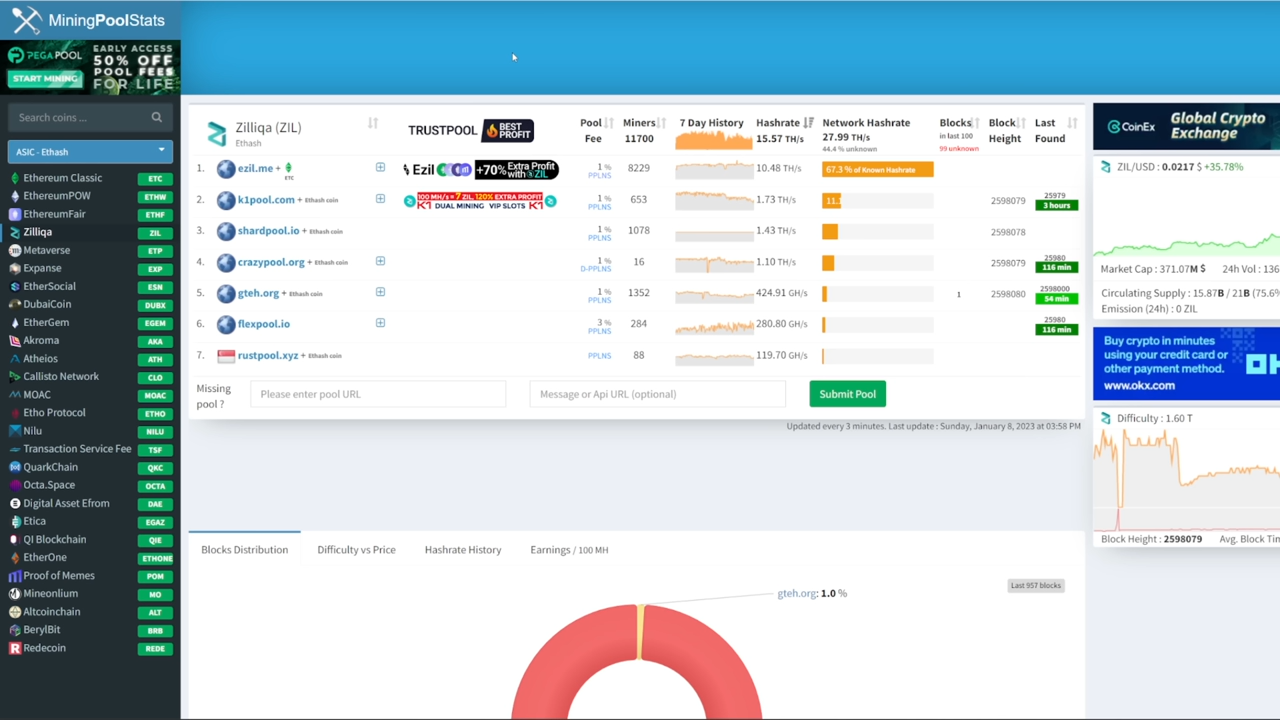 MiningPoolStats
PEGA POOL
START MINING
EARLY ACCESS
50% OFF
POOL FEES
FOR LIFE
Search coins ...
ASIC - Ethash
Ethereum Classic ETC
EthereumPOW ETHW
EthereumFair ETHF
Zilliqa ZIL
Metaverse ETP
Expanse EXP
EtherSocial ESN
DubaiCoin DUBX
EtherGem EGEM
Akroma AKA
Atheios ATH
Callisto Network CLO
MOAC MOAC
Etho Protocol ETHO
Nilu NILU
Transaction Service Fee TSF
QuarkChain QKC
Octa.Space OCTA
Digital Asset Efrom DAE
Etica EGAZ
QI Blockchain QIE
EtherOne ETHONE
Proof of Memes POM
Mineonlium MO
Altcoinchain ALT
BerylBit BRB
Redecoin REDE
Zilliqa (ZIL)
Ethash
TRUSTPOOL BEST PROFIT
Pool Fee
Miners
11700
7 Day History
Hashrate
15.57 TH/s
Network Hashrate
27.99 TH/s
44.4 % unknown
Blocks
in last 100
99 unknown
Block Height
Last Found
1. ezil.me + ETC Ezil +70% Extra Profit with ZIL 1 % PPLNS 8229 10.48 TH/s 67.3 % of Known Hashrate
2. k1pool.com + Ethash coin 100 MH/s = 7 ZIL, 120% EXTRA PROFIT K1 DUAL MINING VIP SLOTS K1 1 % PPLNS 653 1.73 TH/s 11.1 2598079 25979 3 hours
3. shardpool.io + Ethash coin 1 % PPLNS 1078 1.43 TH/s 2598078
4. crazypool.org + Ethash coin 1 % D-PPLNS 16 1.10 TH/s 2598079 25980 116 min
5. gteh.org + Ethash coin 1 % PPLNS 1352 424.91 GH/s 1 2598080 2598000 54 min
6. flexpool.io 3 % PPLNS 284 280.80 GH/s 25980 116 min
7. rustpool.xyz + Ethash coin PPLNS 88 119.70 GH/s
Missing pool ?
Please enter pool URL
Message or Api URL (optional)
Submit Pool
Updated every 3 minutes. Last update : Sunday, January 8, 2023 at 03:58 PM
Blocks Distribution
Difficulty vs Price
Hashrate History
Earnings / 100 MH
Last 957 blocks
gteh.org: 1.0 %
CoinEx
Global Crypto
Exchange
ZIL/USD : 0.0217 $ +35.78%
Market Cap : 371.07M $ 24h Vol : 136
Circulating Supply : 15.87B / 21B (75.6%
Emission (24h) : 0 ZIL
Buy crypto in minutes
using your credit card or
other payment method.
www.okx.com
Difficulty : 1.60 T
Block Height : 2598079 Avg. Block Tim